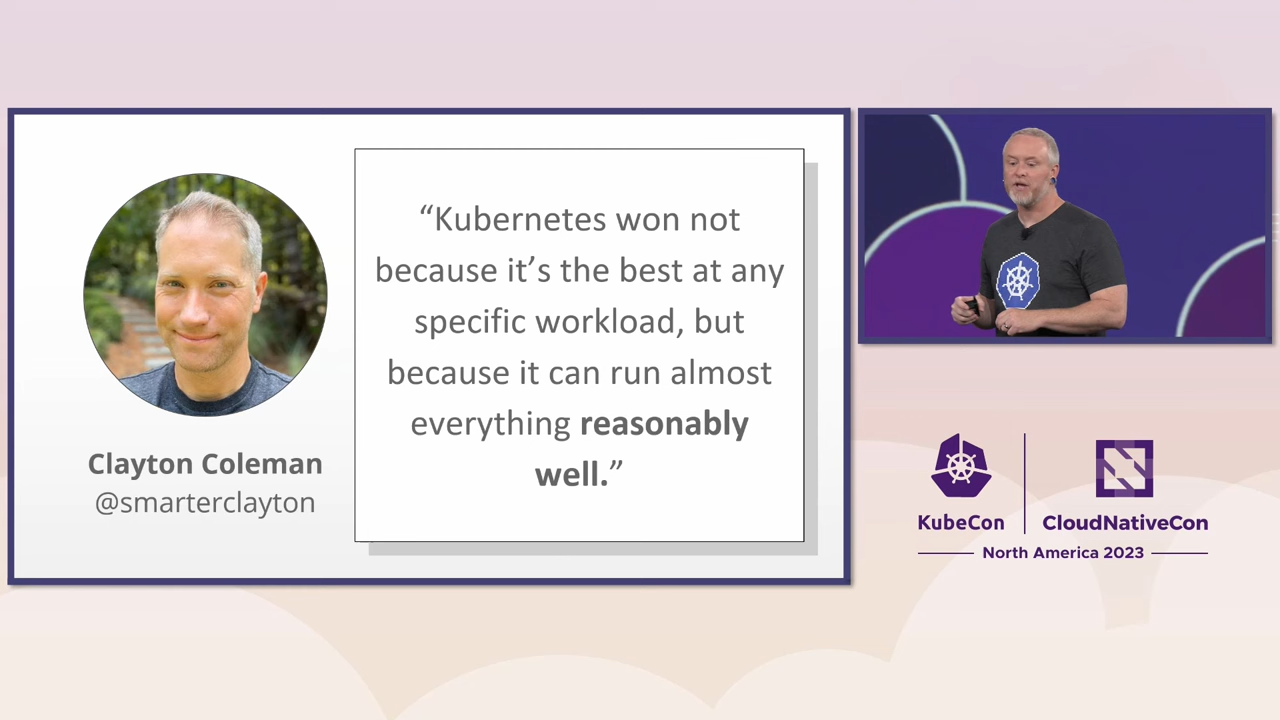 “Kubernetes won not
because it’s the best at any
specific workload, but
because it can run almost
everything reasonably
well.”
Clayton Coleman
@smarterclayton
KubeCon
CloudNativeCon
North America 2023